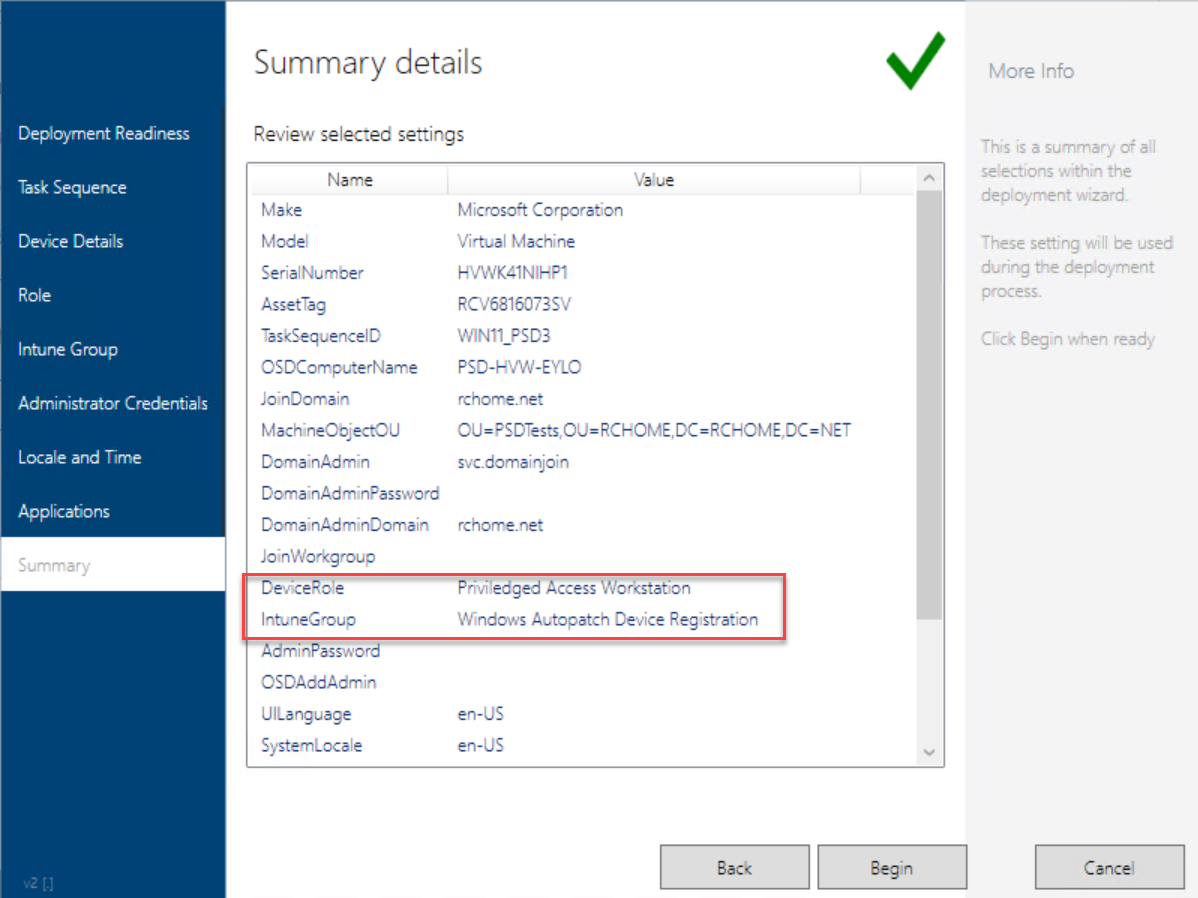 Summary details
More Info
Deployment Readiness
Task Sequence
Device Details
Role
Intune Group
Administrator Credentials
Locale and Time
Applications
Summary
v2 [.]
Review selected settings
Name Value
Make Microsoft Corporation
Model Virtual Machine
SerialNumber HVWK41NIHP1
AssetTag RCV6816073SV
TaskSequenceID WIN11_PSD3
OSDComputerName PSD-HVW-EYLO
JoinDomain rchome.net
MachineObjectOU OU=PSDTests,OU=RCHOME,DC=RCHOME,DC=NET
DomainAdmin svc.domainjoin
DomainAdminPassword
DomainAdminDomain rchome.net
JoinWorkgroup
DeviceRole Priviledged Access Workstation
IntuneGroup Windows Autopatch Device Registration
AdminPassword
OSDAddAdmin
UILanguage en-US
SystemLocale en-US
This is a summary of all
selections within the
deployment wizard.
These setting will be used
during the deployment
process.
Click Begin when ready
Back
Begin
Cancel